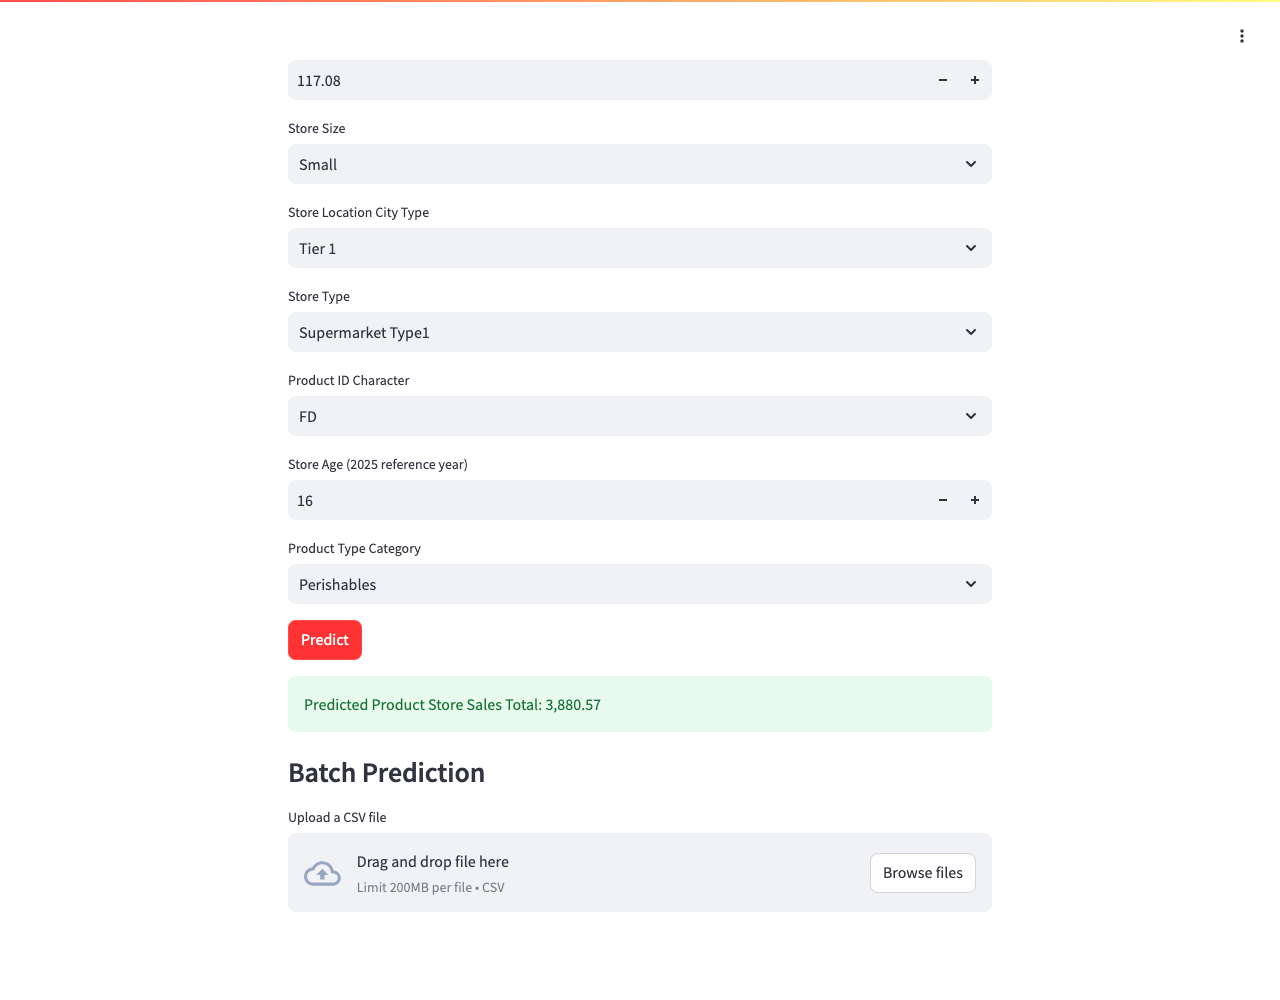 117.08
Store Size
Small
Store Location City Type
Tier 1
Store Type
Supermarket Type1
Product ID Character
FD
Store Age (2025 reference year)
16
Product Type Category
Perishables
Predict
Predicted Product Store Sales Total: 3,880.57
Batch Prediction
Upload a CSV file
Drag and drop file here
Limit 200MB per file • CSV
Browse files